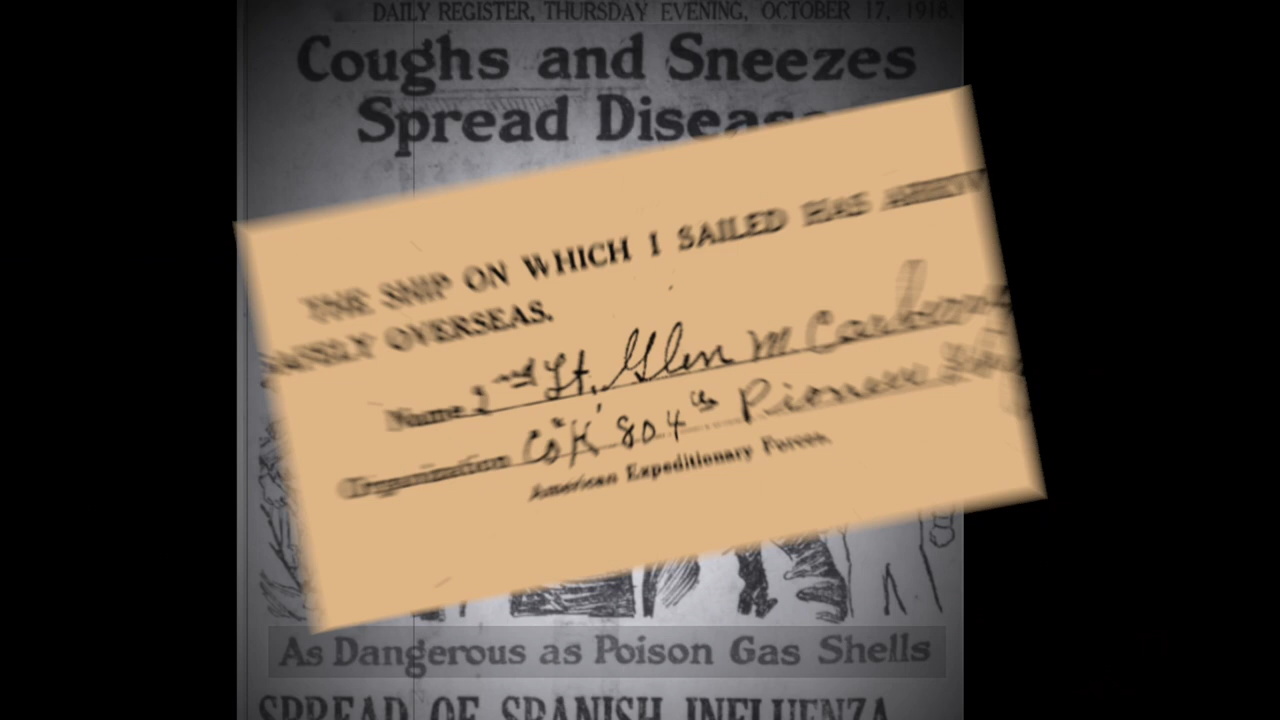 DAILY REGISTER, THURSDAY EVENING, OCTOBER 17, 1918.
Coughs and Sneezes
Spread
THE SHIP ON WHICH I SAILED HAS
SAFELY OVERSEAS.
Name 2nd Lt. Glen M
Organization Co "K" 804th Pioneer
American Expeditionary Forces.
As Dangerous as Poison Gas Shells
SPREAD OF SPANISH INFLUENZA